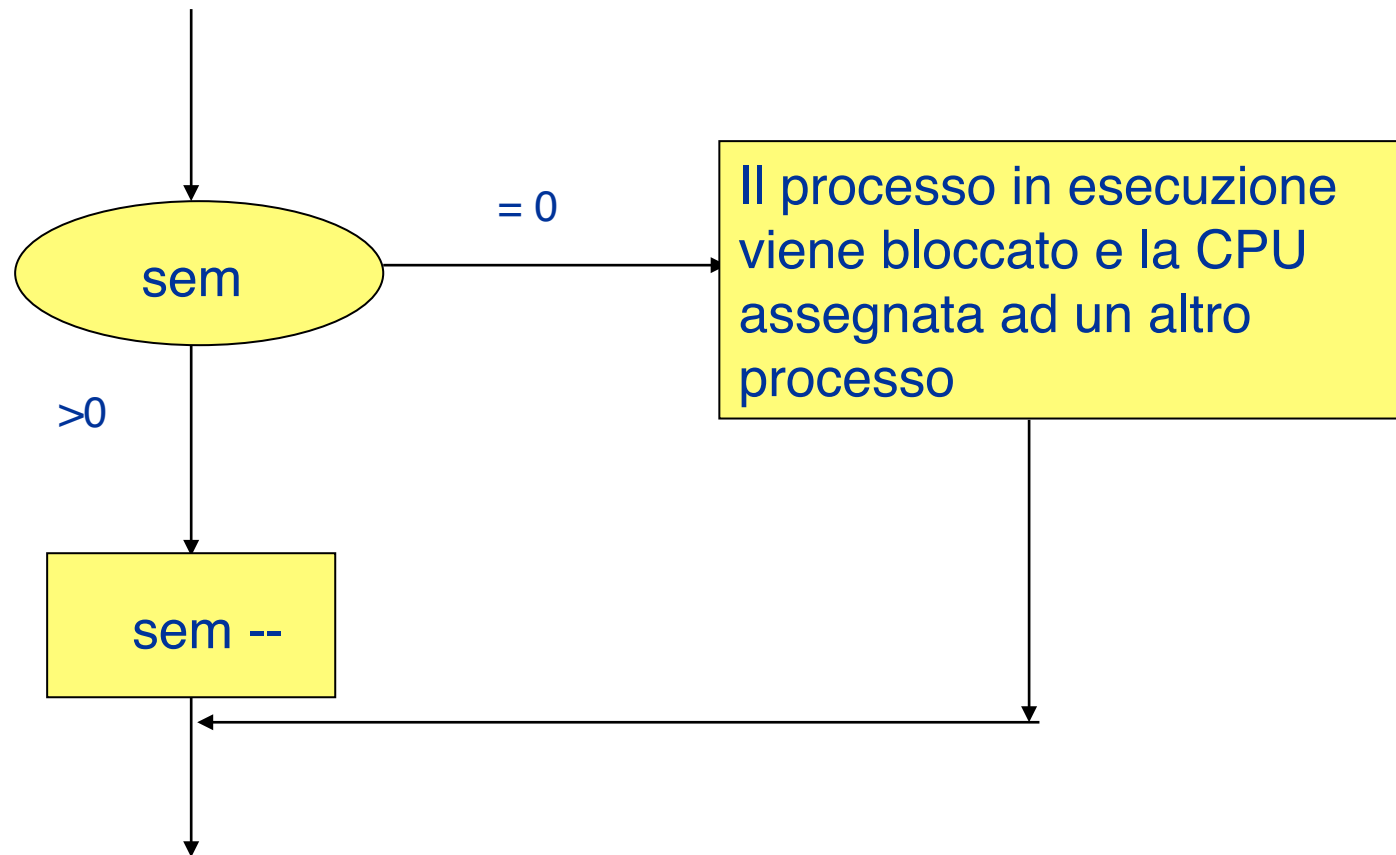 = 0
sem
Il processo in esecuzione
viene bloccato e la CPU
assegnata ad un altro
processo
>0
sem --